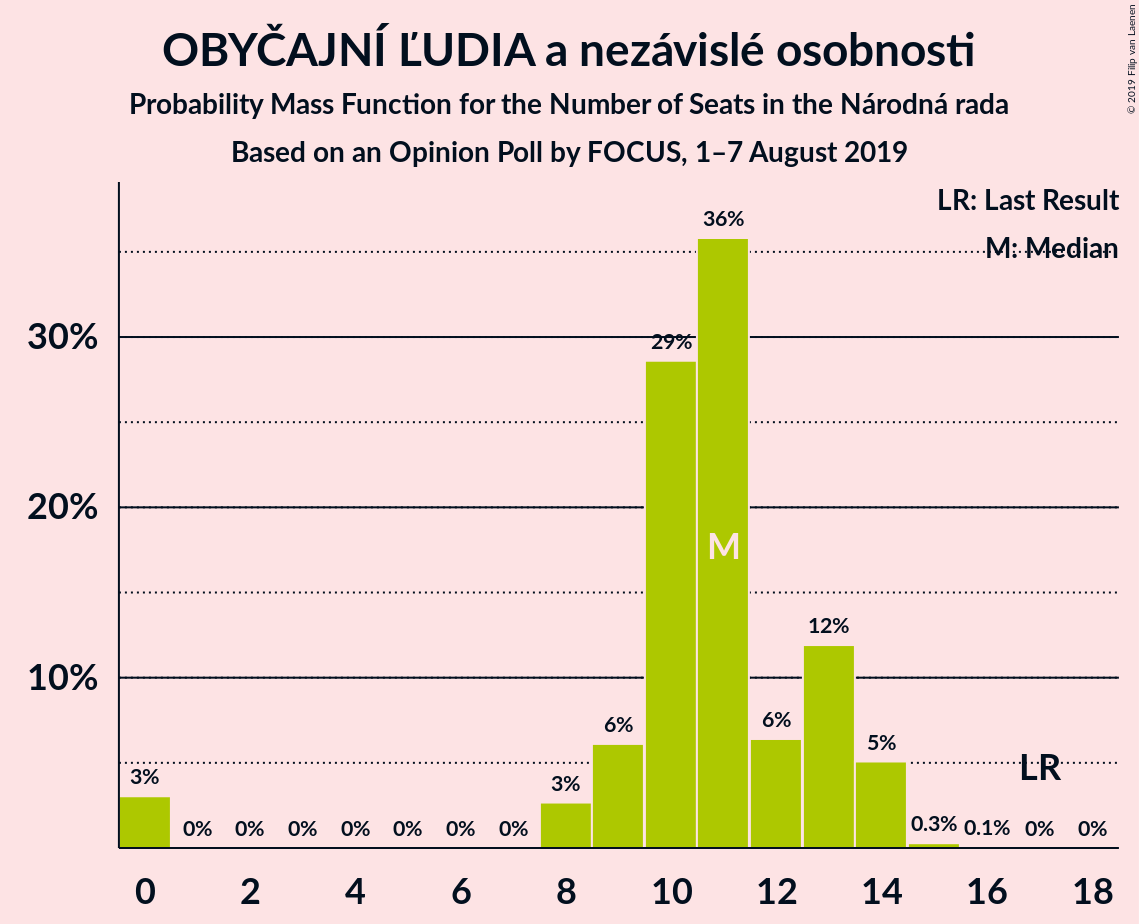 OBYČAJNÍ ĽUDIA a nezávislé osobnosti
Probability Mass Function for the Number of Seats in the Národná rada
Based on an Opinion Poll by FOCUS, 1–7 August 2019
© 2019 Filip van Laenen
LR: Last Result
M: Median
36%
30%
29%
20%
M
12%
10%
6%
6%
5%
LR
3%
3%
0% 0% 0% 0% 0% 0% 0% 0.3% 0.1% 0% 0%
0 2 4 6 8 10 12 14 16 18